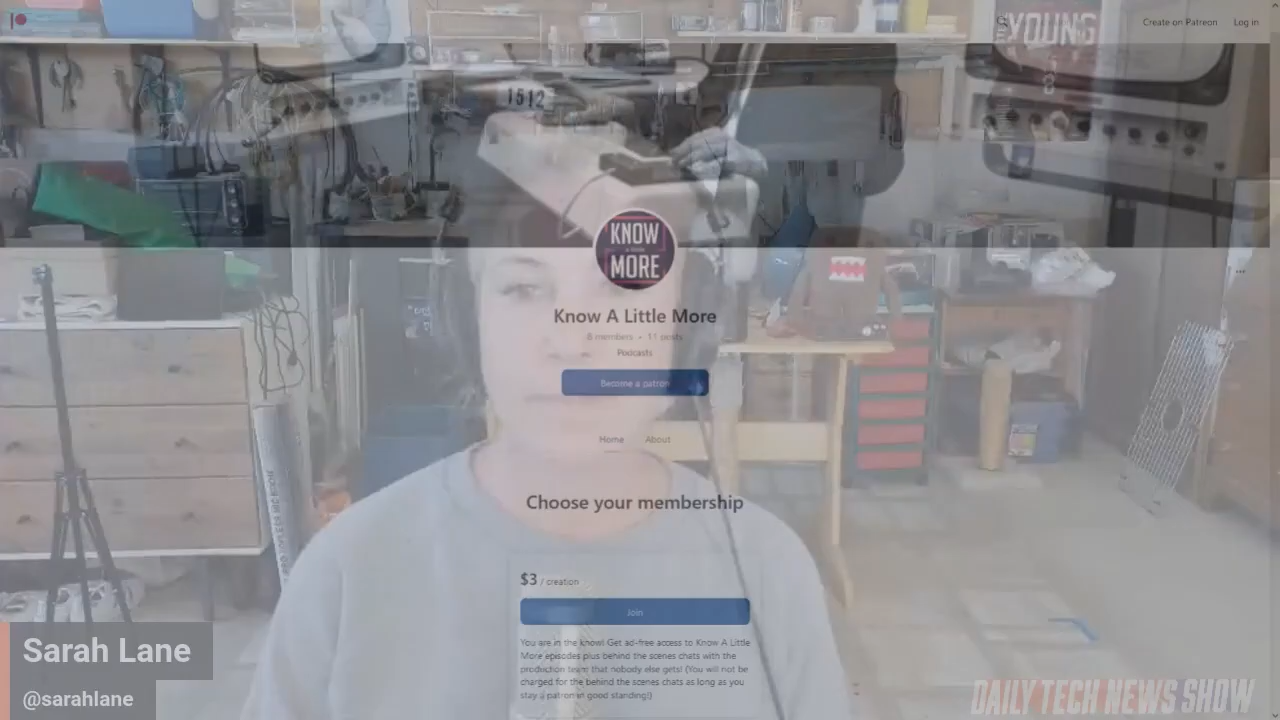 Create on Patreon Log in
YOUNG
1512
KNOW
MORE
Know A Little More
8 members • 11 posts
Podcasts
Become a patron
Home About
Choose your membership
$3 / creation
Join
You are in the know! Get ad-free access to Know A Little
More episodes plus behind the scenes chats with the
production team that nobody else gets! (You will not be
charged for the behind the scenes chats as long as you
stay a patron in good standing!)
Sarah Lane
@sarahlane
DAILY TECH NEWS SHOW